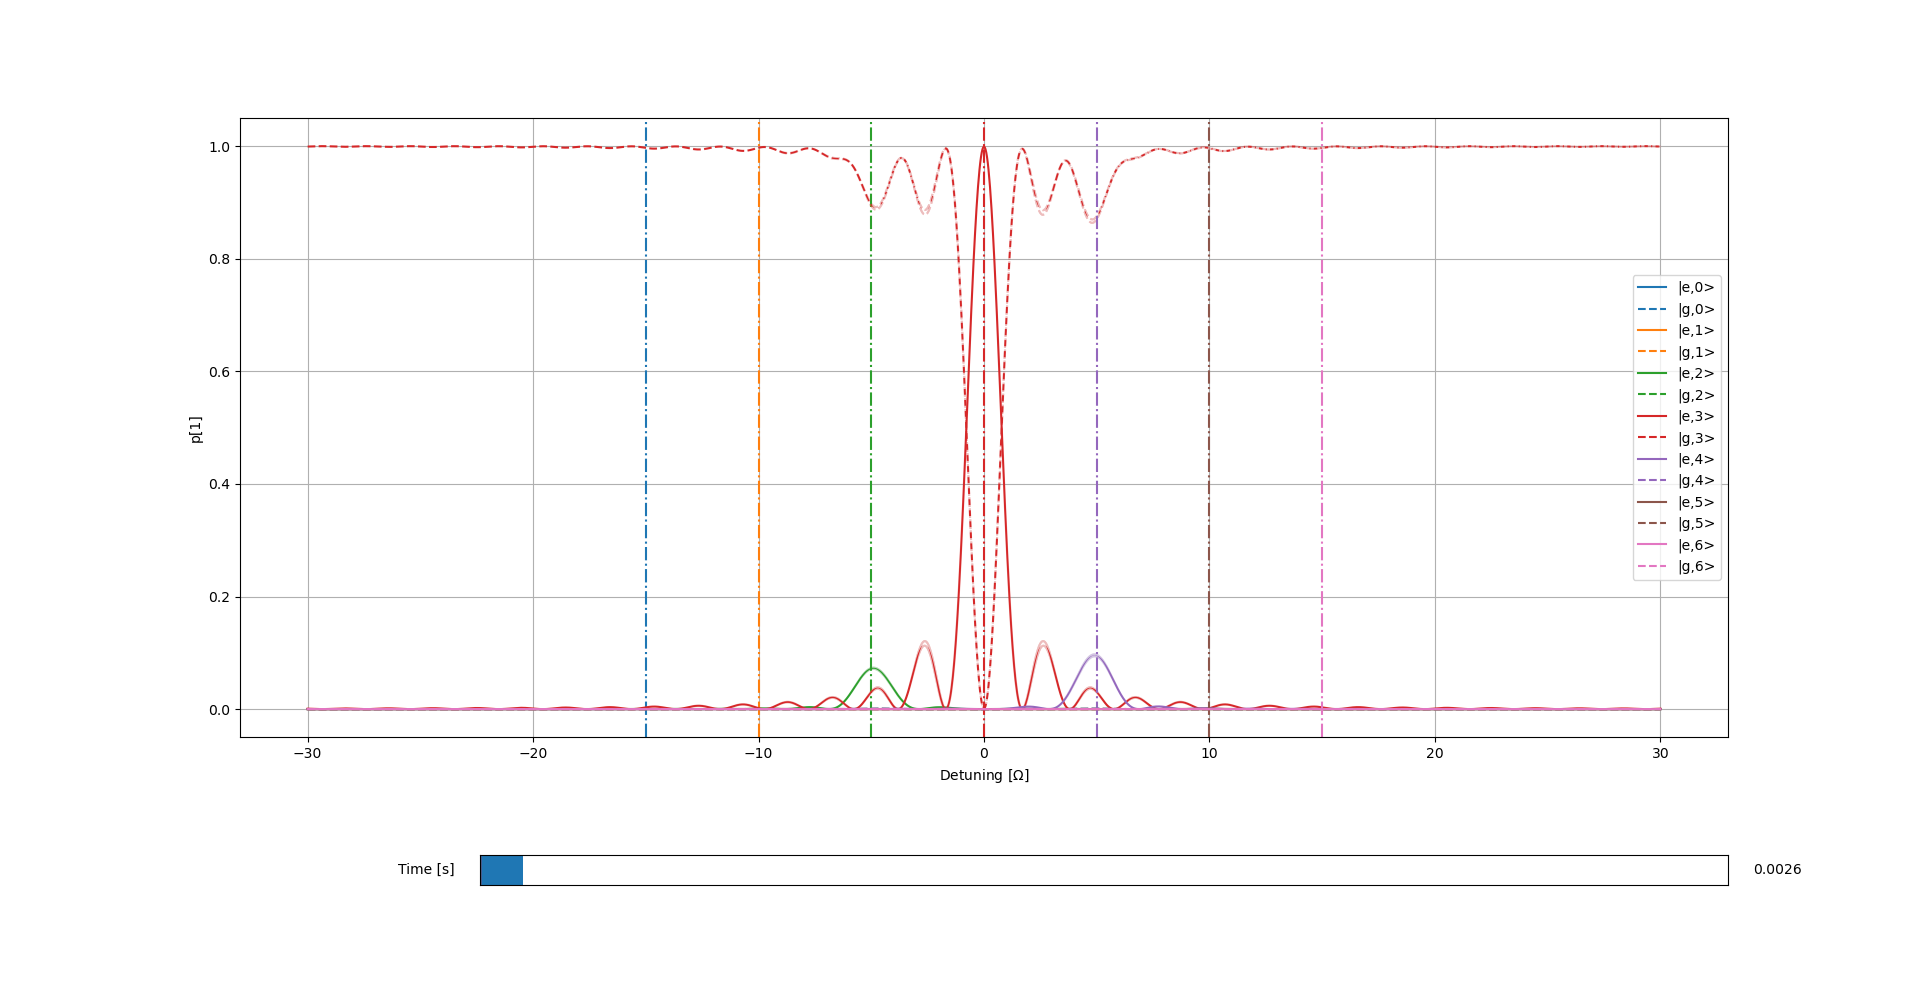 1.0
0.8
0.6
0.4
0.2
0.0
p[1]
−30 −20 −10 0 10 20 30
Detuning [Ω]
|e,0>
|g,0>
|e,1>
|g,1>
|e,2>
|g,2>
|e,3>
|g,3>
|e,4>
|g,4>
|e,5>
|g,5>
|e,6>
|g,6>
Time [s] 0.0026